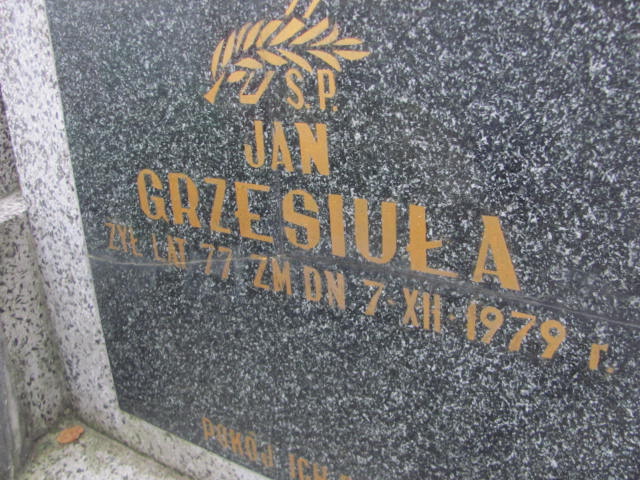 Ś.P.
JAN
GRZESIUŁA
ŻYŁ LAT 77 ZM DN 7·XII·1979 r.
POKÓJ ICH